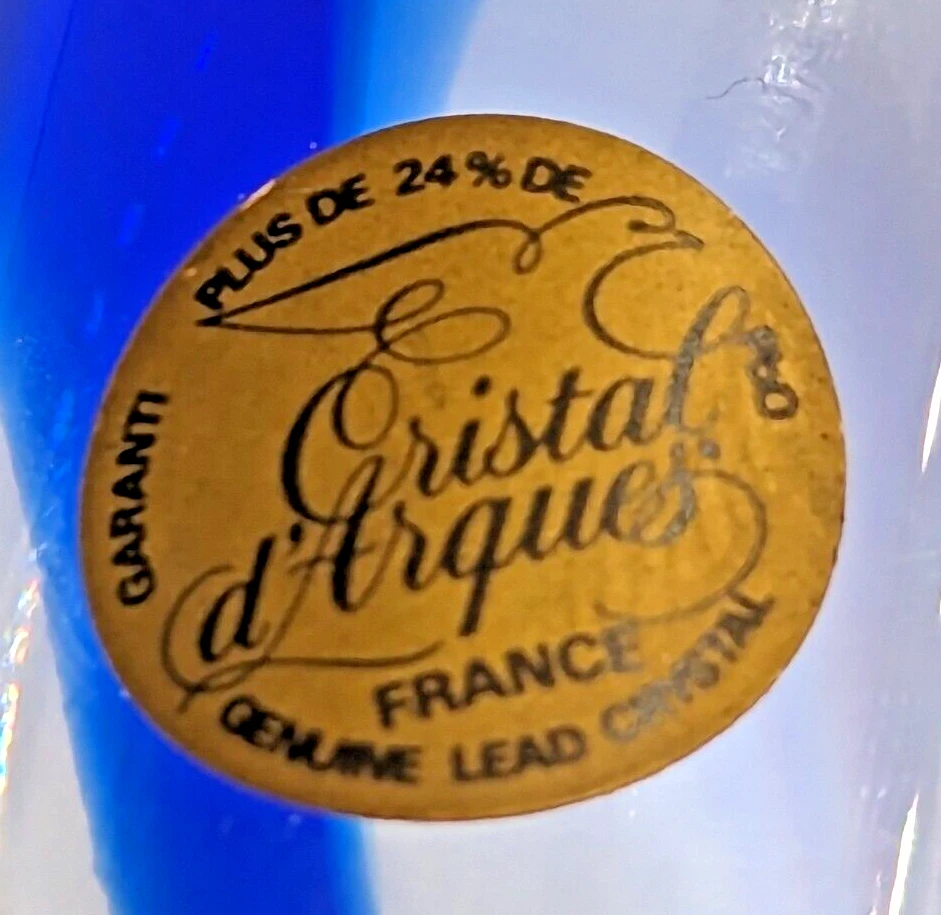 GARANTI
PLUS DE 24% DE
PbO
Cristal
d'Arques
FRANCE
GENUINE LEAD CRYSTAL